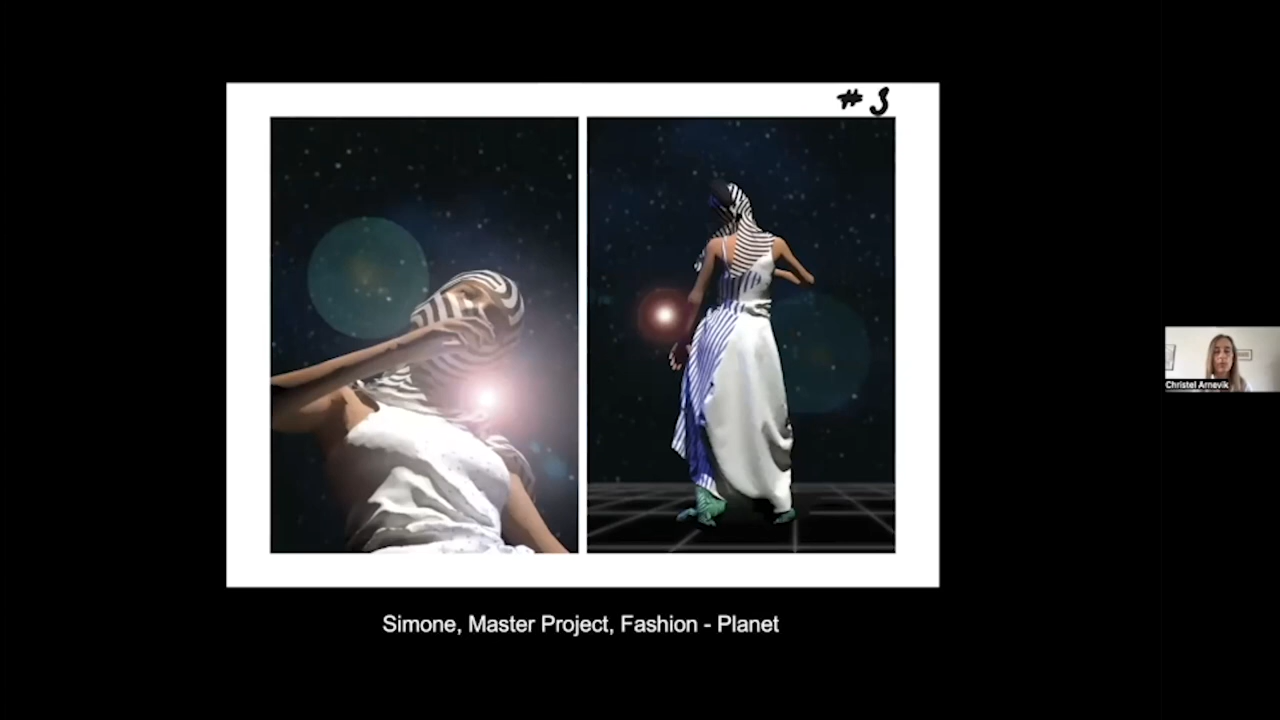 # 3
Simone, Master Project, Fashion - Planet
Christel Arnevik